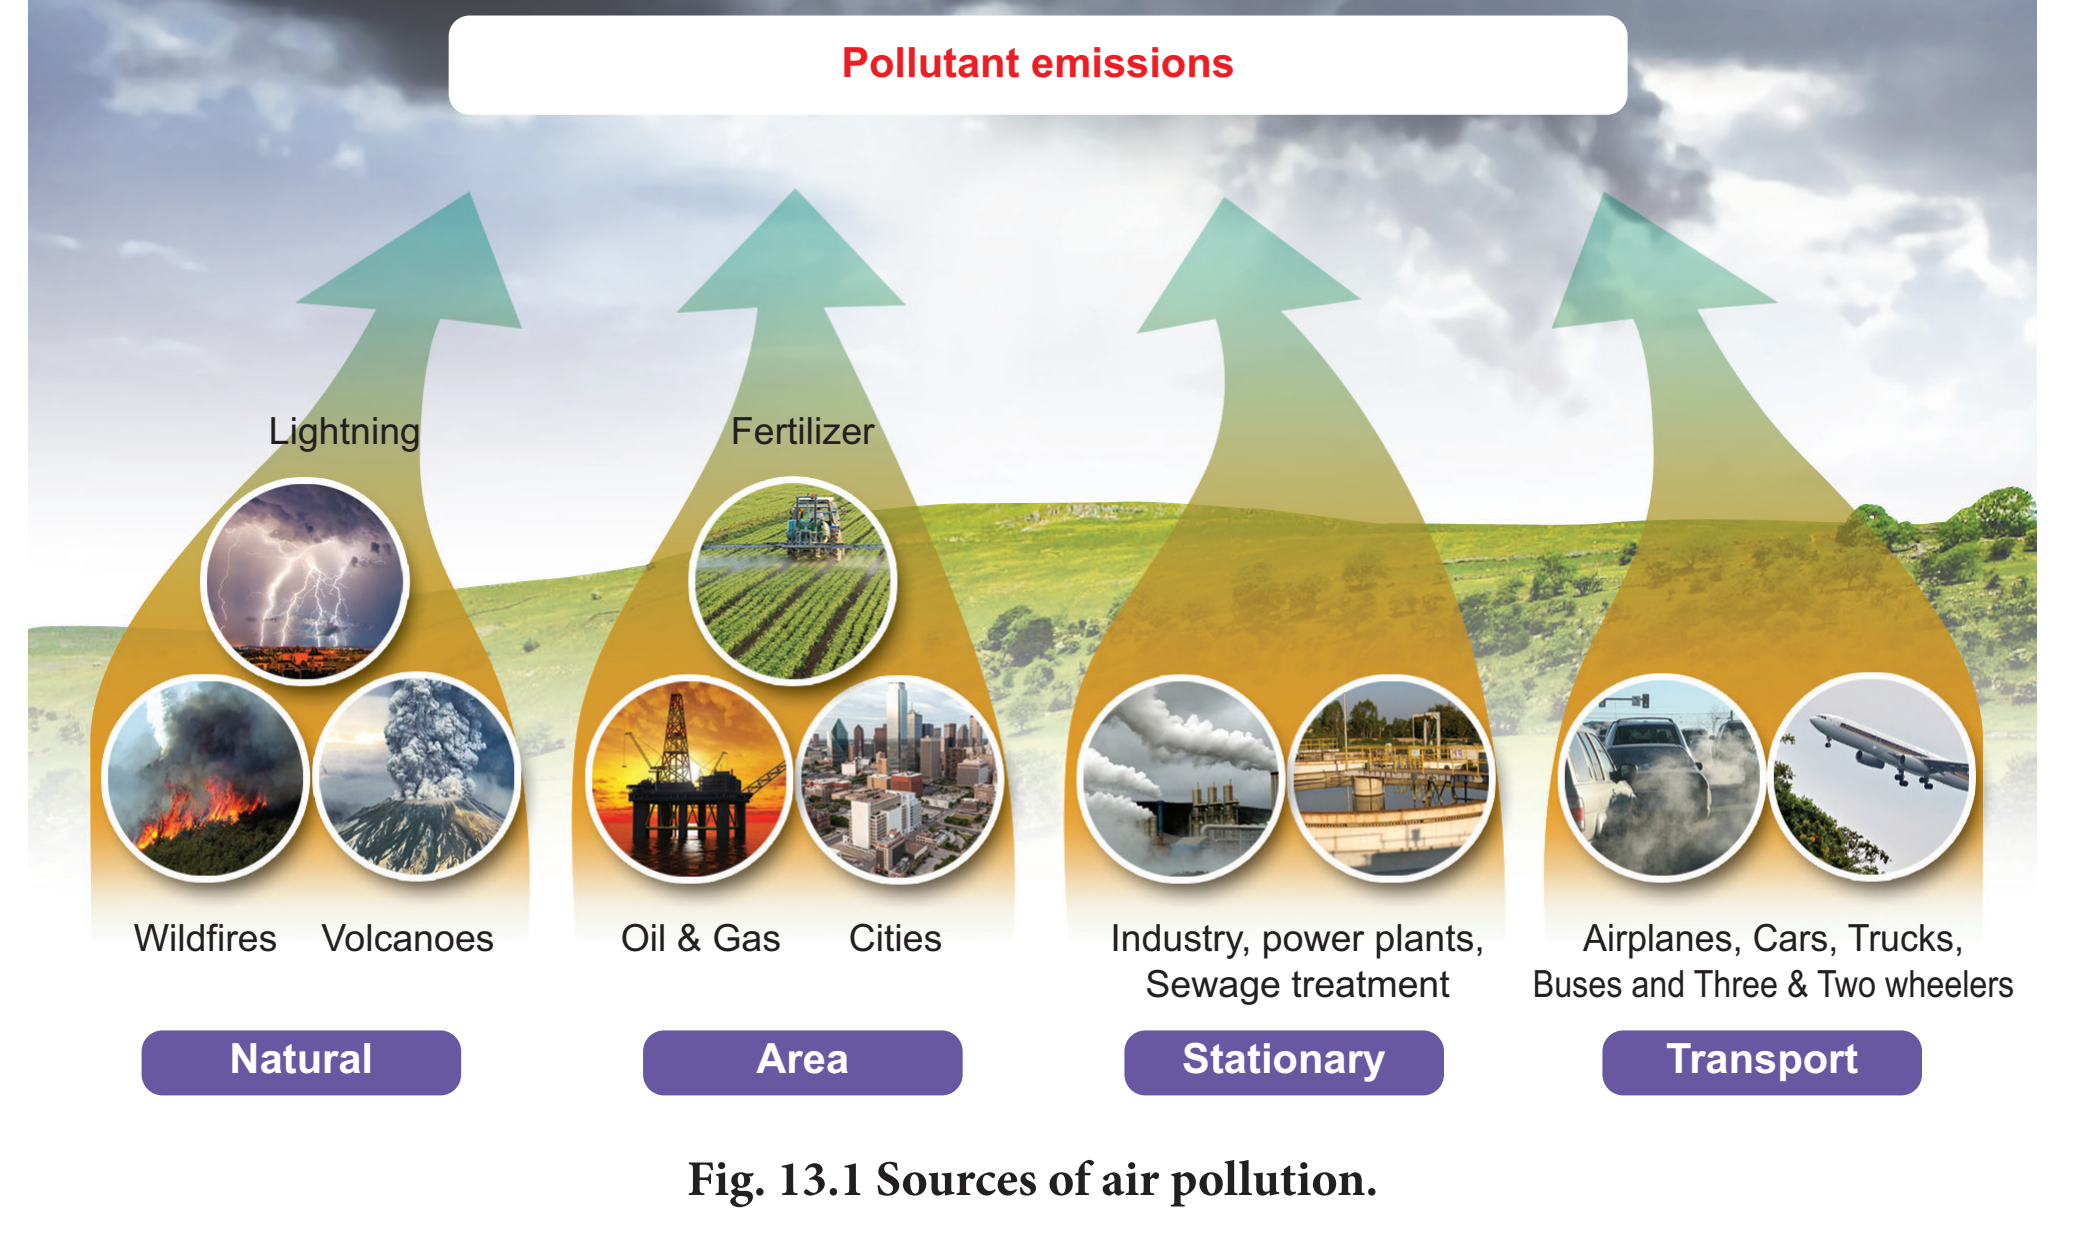 Pollutant emissions
Lightning
Fertilizer
Wildfires
Volcanoes
Oil & Gas
Cities
Industry, power plants,
Sewage treatment
Airplanes, Cars, Trucks,
Buses and Three & Two wheelers
Natural
Area
Stationary
Transport
Fig. 13.1 Sources of air pollution.